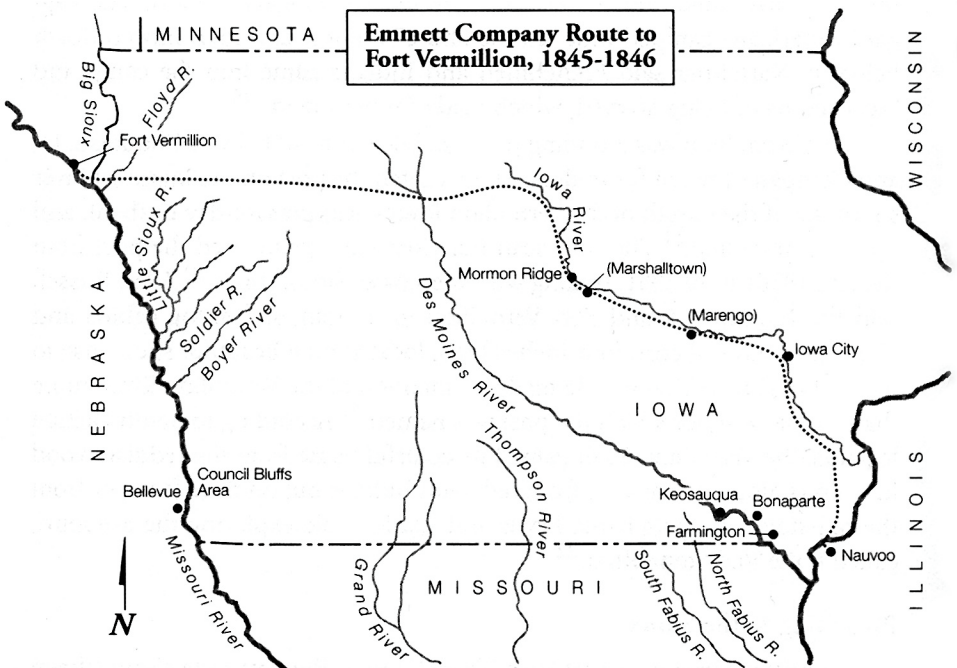 Emmett Company Route to
Fort Vermillion, 1845-1846
MINNESOTA
WISCONSIN
Big Sioux
Floyd R.
Fort Vermillion
Iowa River
Little Sioux R.
Mormon Ridge
(Marshalltown)
Soldier R.
Boyer River
Des Moines River
(Marengo)
Iowa City
NEBRASKA
IOWA
Thompson River
Council Bluffs
Area
Bellevue
Keosauqua
Bonaparte
Farmington
Nauvoo
ILLINOIS
Missouri River
Grand River
MISSOURI
South Fabius R.
North Fabius R.
N